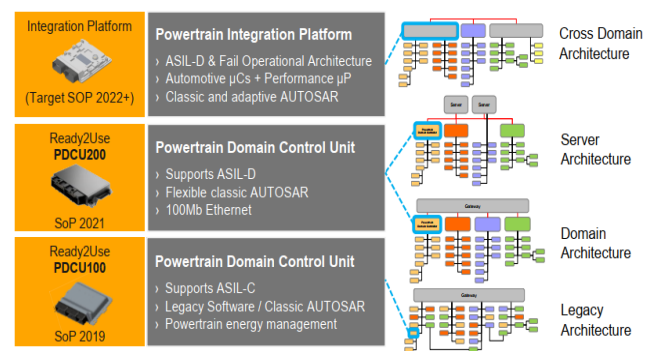 Integration Platform
(Target SOP 2022+)
Powertrain Integration Platform
› ASIL-D & Fail Operational Architecture
› Automotive µCs + Performance µP
› Classic and adaptive AUTOSAR
Cross Domain
Architecture
Ready2Use
PDCU200
SoP 2021
Powertrain Domain Control Unit
› Supports ASIL-D
› Flexible classic AUTOSAR
› 100Mb Ethernet
Server
Server
Server
Architecture
Gateway
Domain
Architecture
Ready2Use
PDCU100
SoP 2019
Powertrain Domain Control Unit
› Supports ASIL-C
› Legacy Software / Classic AUTOSAR
› Powertrain energy management
Gateway
Legacy
Architecture